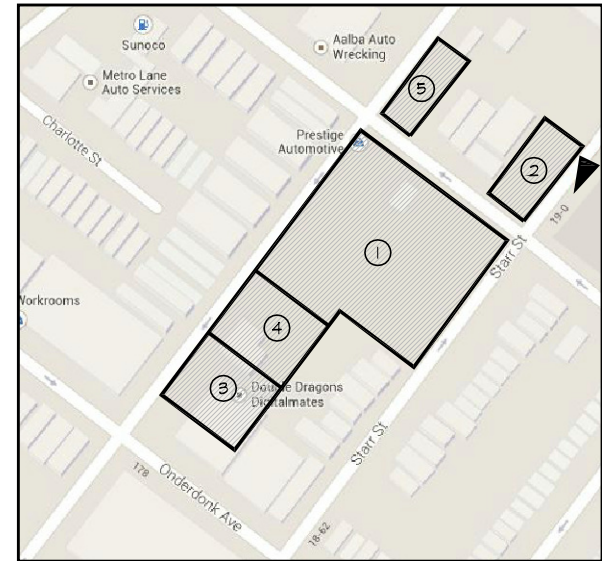 Sunoco
Aalba Auto
Wrecking
Metro Lane
Auto Services
5
Charlotte St
Prestige
Automotive
2
19-0
1
Starr St
Workrooms
4
3
Double Dragons
Digitalmates
Starr St
178
Onderdonk Ave
18-62